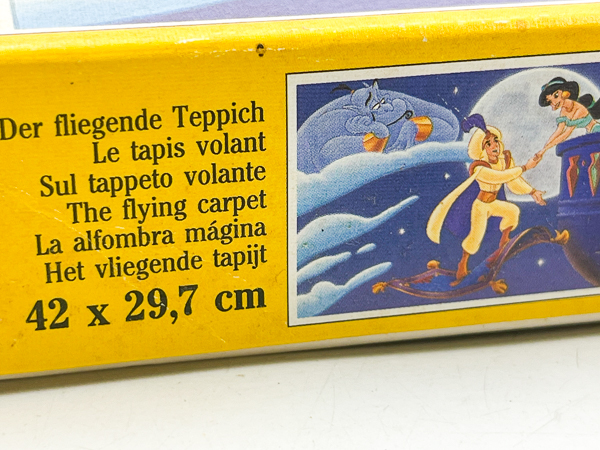 Der fliegende Teppich
Le tapis volant
Sul tappeto volante
The flying carpet
La alfombra mágina
Het vliegende tapijt
42 x 29,7 cm